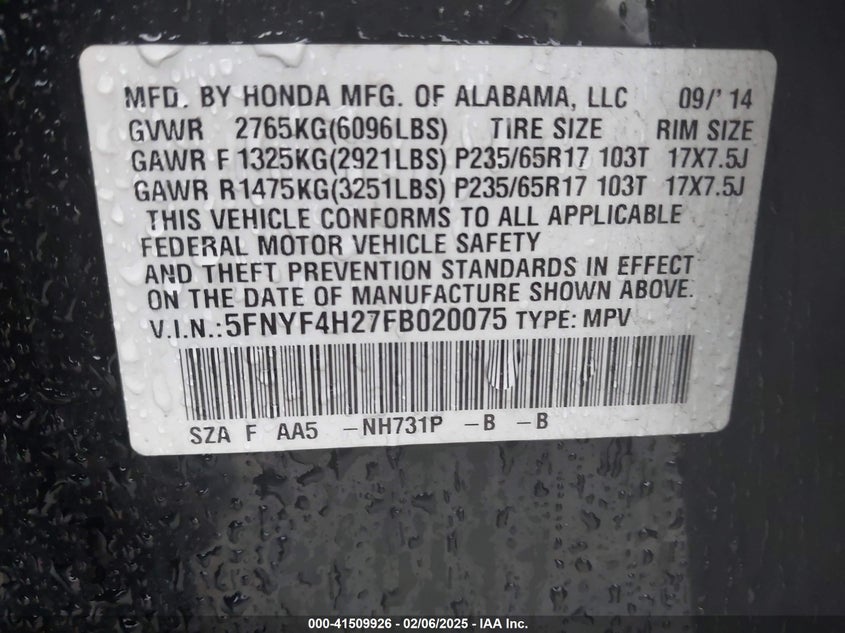 MFD. BY HONDA MFG. OF ALABAMA, LLC 09/' 14
GVWR 2765KG(6096LBS) TIRE SIZE RIM SIZE
GAWR F 1325KG(2921LBS) P235/65R17 103T 17X7.5J
GAWR R1475KG(3251LBS) P235/65R17 103T 17X7.5J
THIS VEHICLE CONFORMS TO ALL APPLICABLE
FEDERAL MOTOR VEHICLE SAFETY
AND THEFT PREVENTION STANDARDS IN EFFECT
ON THE DATE OF MANUFACTURE SHOWN ABOVE.
V.I.N.:5FNYF4H27FB020075 TYPE: MPV
SZA F AA5 -NH731P -B -B
000-41509926 - 02/06/2025 - IAA Inc.